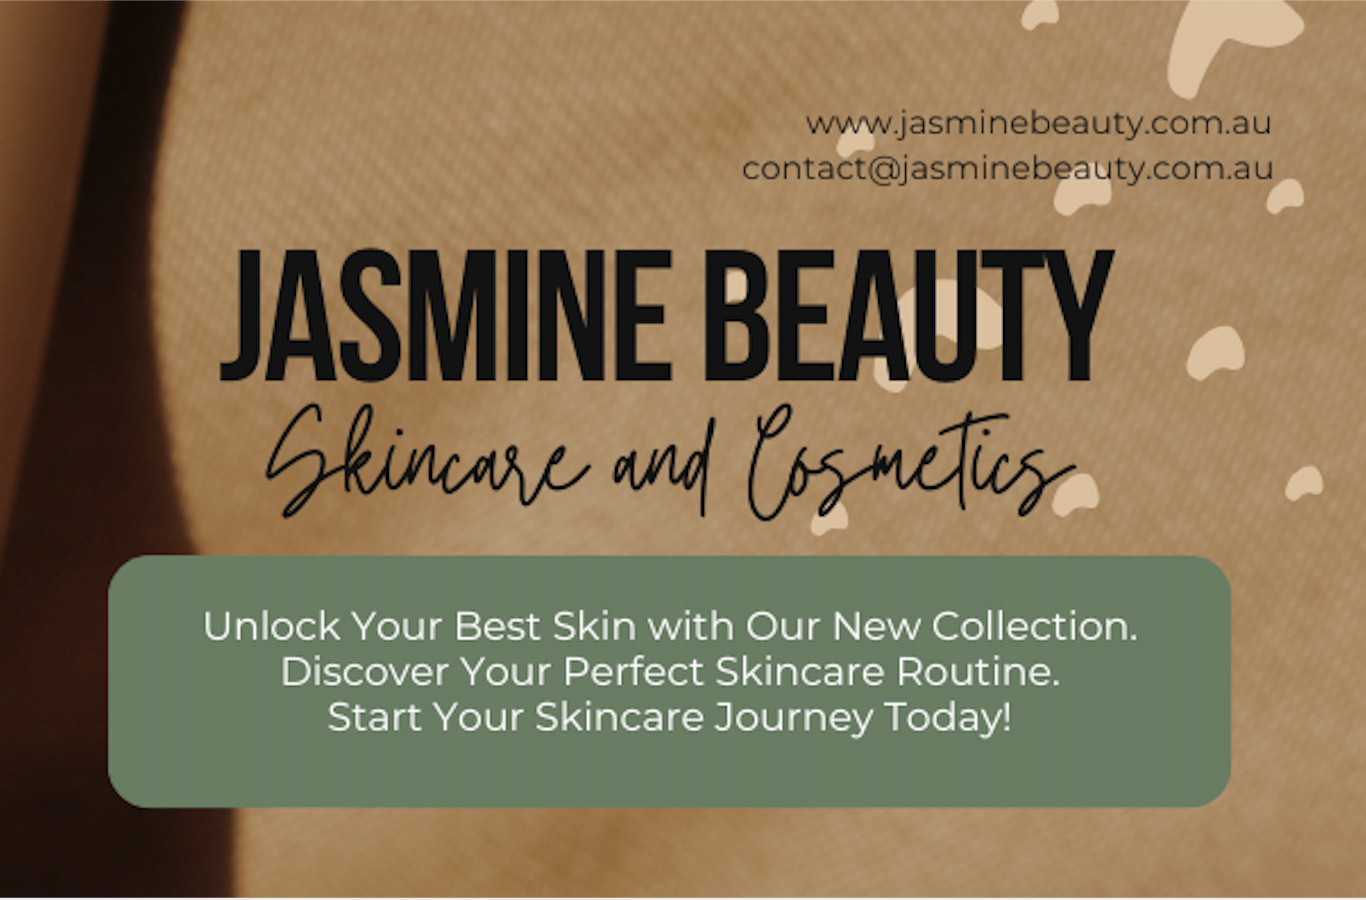 www.jasminebeauty.com.au
contact@jasminebeauty.com.au
JASMINE BEAUTY
Skincare and Cosmetics
Unlock Your Best Skin with Our New Collection.
Discover Your Perfect Skincare Routine.
Start Your Skincare Journey Today!